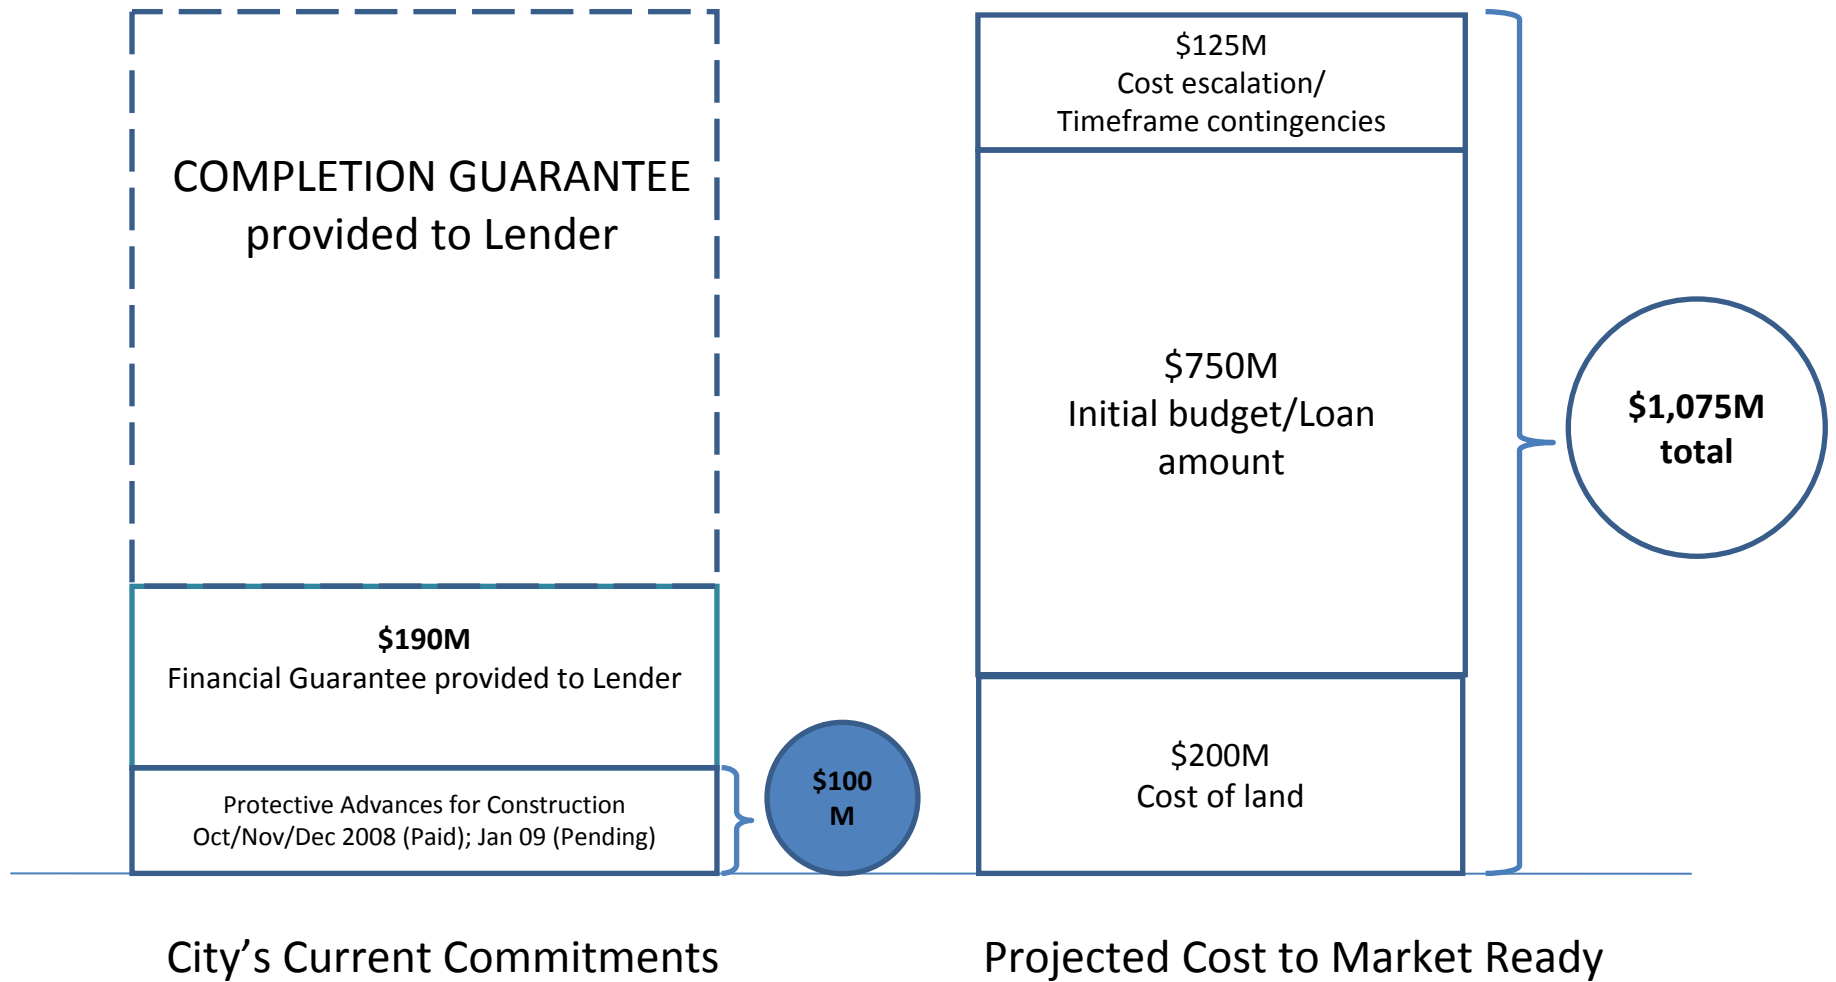 COMPLETION GUARANTEE
provided to Lender
$190M
Financial Guarantee provided to Lender
Protective Advances for Construction
Oct/Nov/Dec 2008 (Paid); Jan 09 (Pending)
$100
M
City’s Current Commitments
$125M
Cost escalation/
Timeframe contingencies
$750M
Initial budget/Loan
amount
$200M
Cost of land
$1,075M
total
Projected Cost to Market Ready